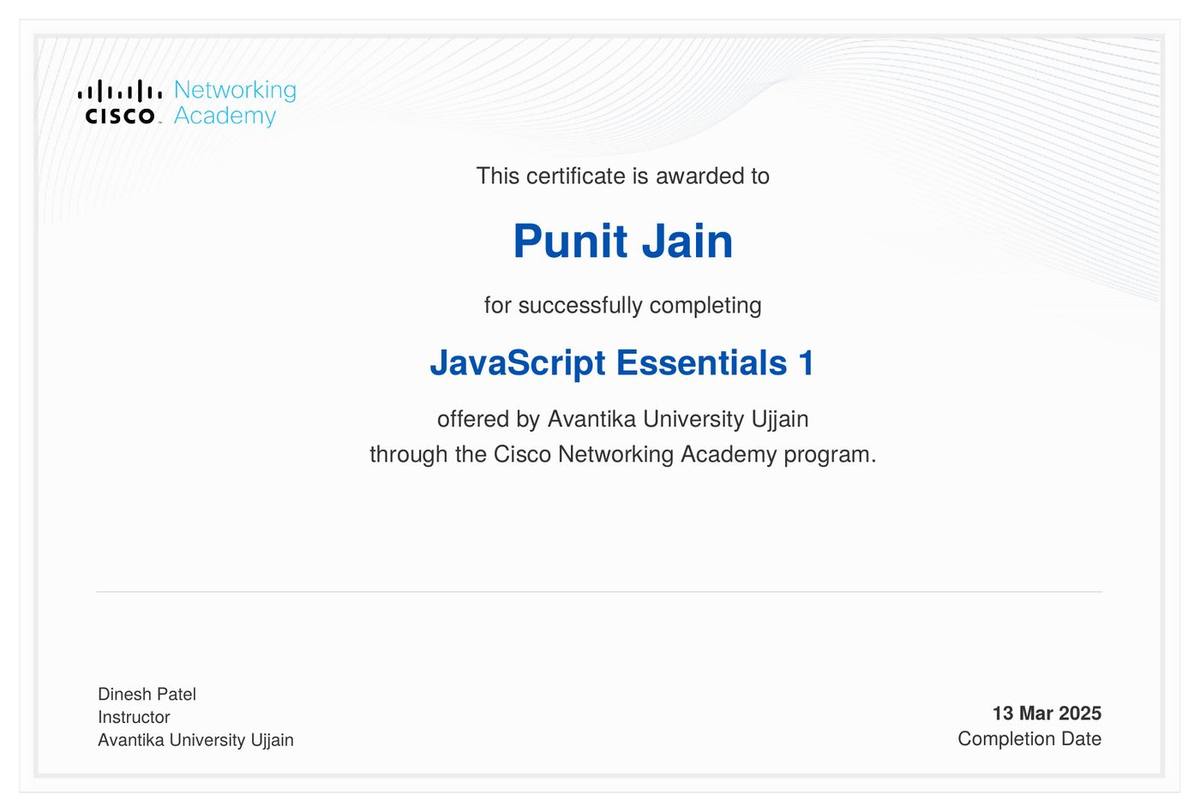 CISCO Networking
Academy
This certificate is awarded to
Punit Jain
for successfully completing
JavaScript Essentials 1
offered by Avantika University Ujjain
through the Cisco Networking Academy program.
Dinesh Patel
Instructor
Avantika University Ujjain
13 Mar 2025
Completion Date